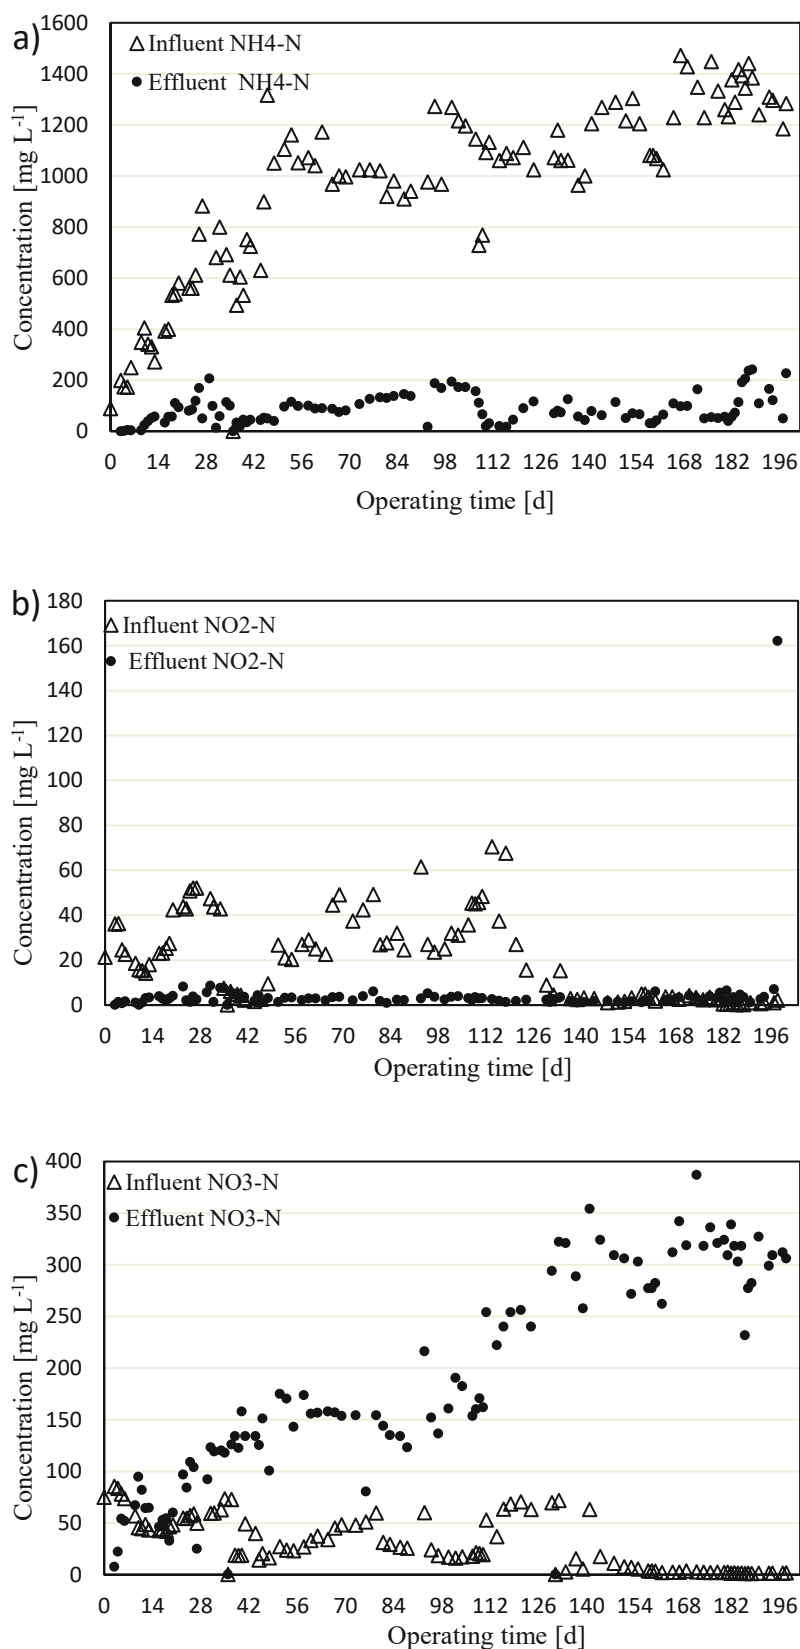 a)
1600
1400
1200
1000
800
600
400
200
0
Concentration [mg L-1]
Influent NH4-N
Effluent NH4-N
0 14 28 42 56 70 84 98 112 126 140 154 168 182 196
Operating time [d]
b)
180
160
140
120
100
80
60
40
20
0
Concentration [mg L-1]
Influent NO2-N
Effluent NO2-N
0 14 28 42 56 70 84 98 112 126 140 154 168 182 196
Operating time [d]
c)
400
350
300
250
200
150
100
50
0
Concentration [mg L-1]
Influent NO3-N
Effluent NO3-N
0 14 28 42 56 70 84 98 112 126 140 154 168 182 196
Operating time [d]